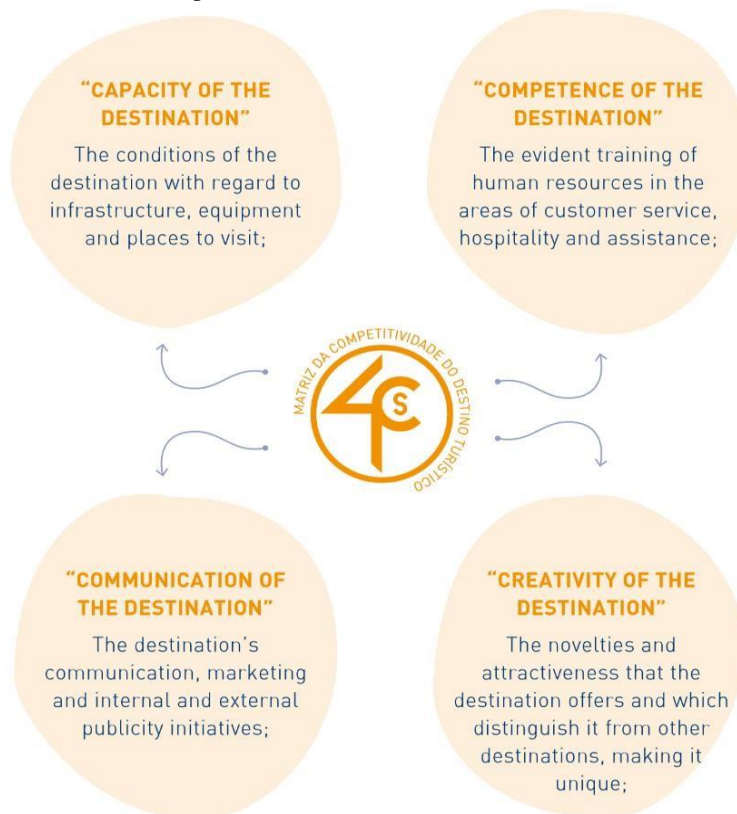 “CAPACITY OF THE
DESTINATION”
The conditions of the
destination with regard to
infrastructure, equipment
and places to visit;
“COMPETENCE OF THE
DESTINATION”
The evident training of
human resources in the
areas of customer service,
hospitality and assistance;
MATRIZ DA COMPETITIVIDADE DO DESTINO TURÍSTICO
4Cs
“COMMUNICATION OF
THE DESTINATION”
The destination’s
communication, marketing
and internal and external
publicity initiatives;
“CREATIVITY OF THE
DESTINATION”
The novelties and
attractiveness that the
destination offers and which
distinguish it from other
destinations, making it
unique;